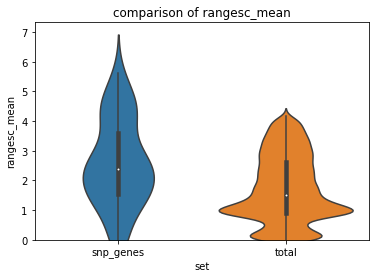 comparison of rangesc_mean
7
6
5
4
3
2
1
0
rangesc_mean
snp_genes total
set